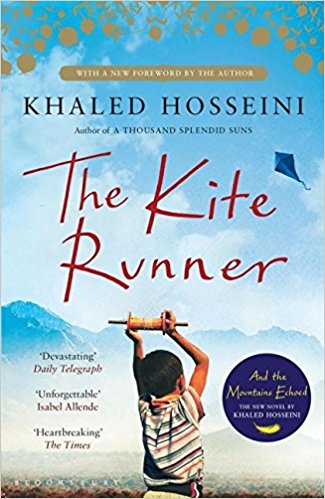 WITH A NEW FOREWORD BY THE AUTHOR
KHALED HOSSEINI
Author of A THOUSAND SPLENDID SUNS
The Kite
Runner
‘Devastating’
Daily Telegraph
‘Unforgettable’
Isabel Allende
‘Heartbreaking’
The Times
And the
Mountains Echoed
THE NEW NOVEL BY
KHALED HOSSEINI
BLOOMSBURY